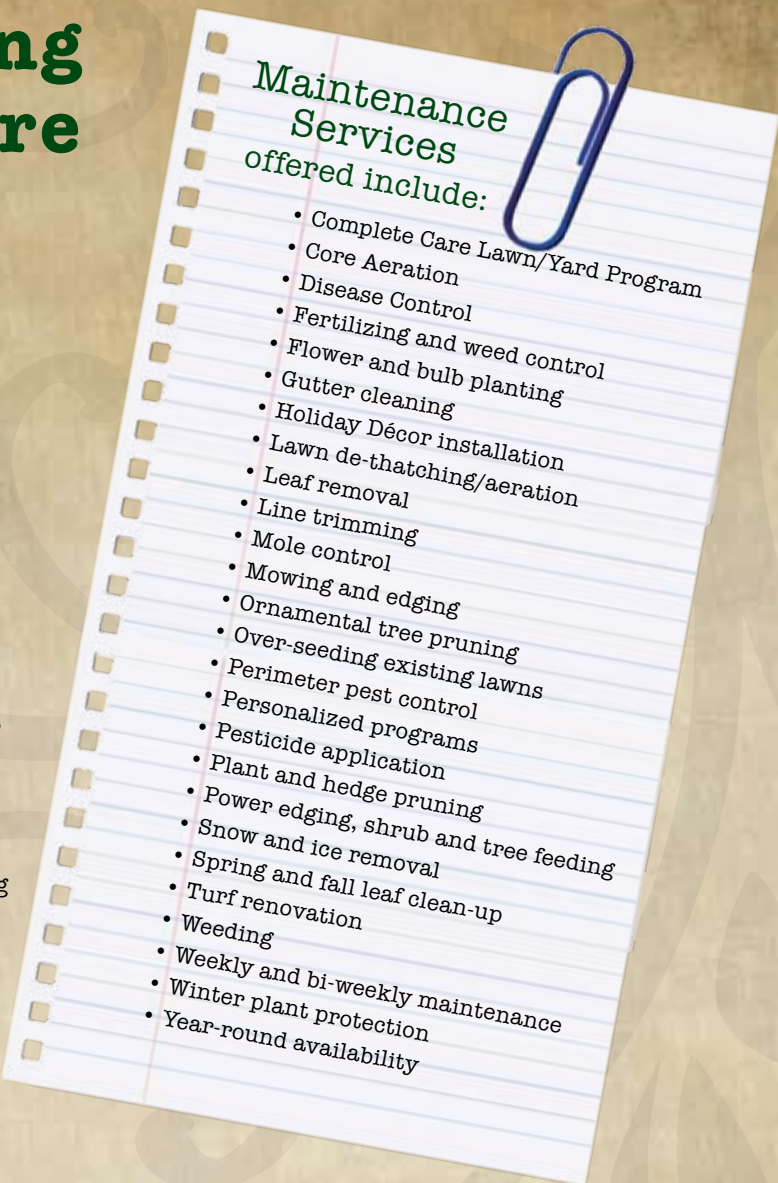 ng
re
Maintenance
Services
offered include:
• Complete Care Lawn/Yard Program
• Core Aeration
• Disease Control
• Fertilizing and weed control
• Flower and bulb planting
• Gutter cleaning
• Holiday Décor installation
• Lawn de-thatching/aeration
• Leaf removal
• Line trimming
• Mole control
• Mowing and edging
• Ornamental tree pruning
• Over-seeding existing lawns
• Perimeter pest control
• Personalized programs
• Pesticide application
• Plant and hedge pruning
• Power edging, shrub and tree feeding
• Snow and ice removal
• Spring and fall leaf clean-up
• Turf renovation
• Weeding
• Weekly and bi-weekly maintenance
• Winter plant protection
• Year-round availability
g